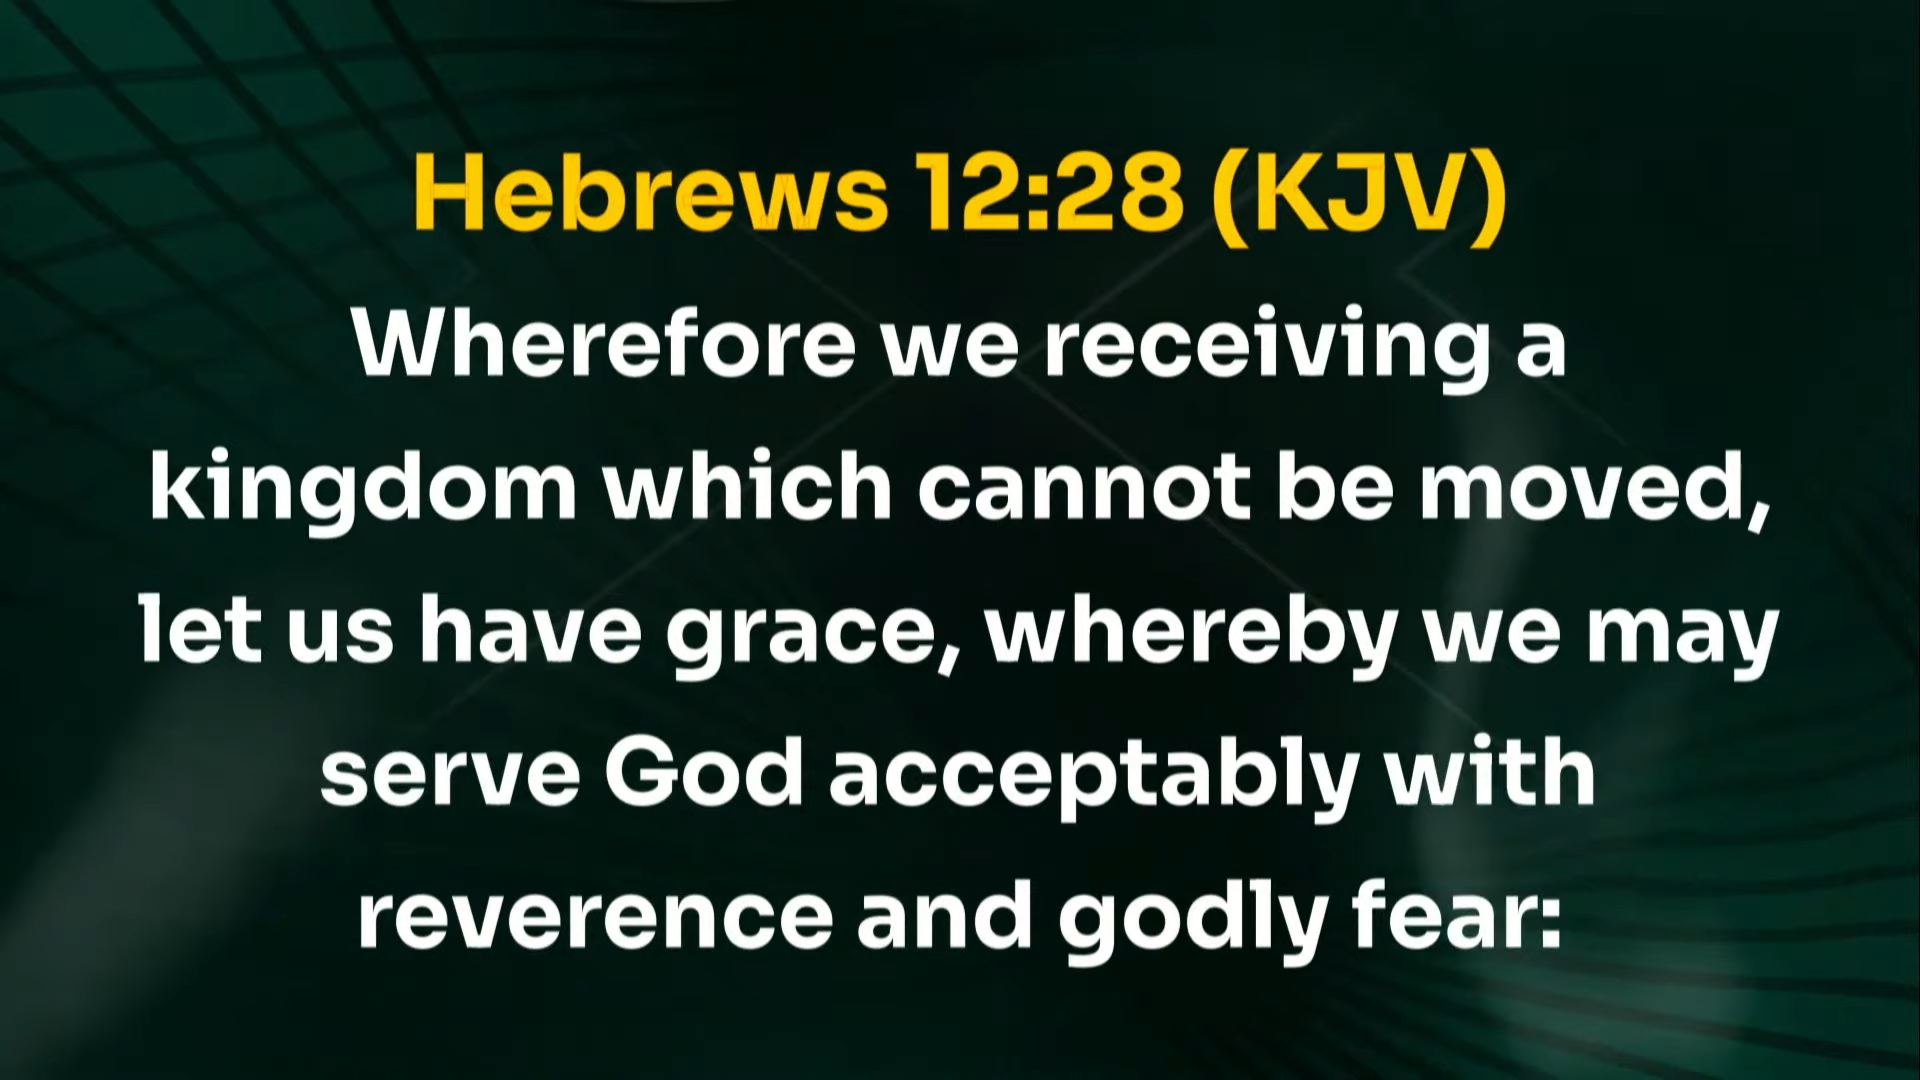 Hebrews 12:28 (KJV)
Wherefore we receiving a
kingdom which cannot be moved,
let us have grace, whereby we may
serve God acceptably with
reverence and godly fear: